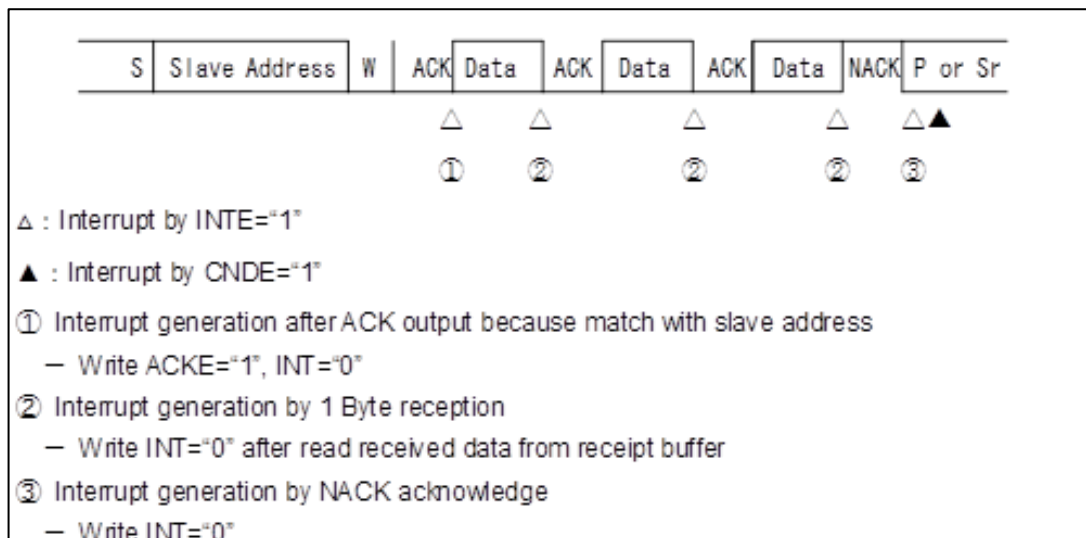 S Slave Address W ACK Data ACK Data ACK Data NACK P or Sr
△ △ △ △ △▲
① ② ② ② ③
△ : Interrupt by INTE=“1”
▲ : Interrupt by CNDE=“1”
① Interrupt generation after ACK output because match with slave address
— Write ACKE=“1”, INT=“0”
② Interrupt generation by 1 Byte reception
— Write INT=“0” after read received data from receipt buffer
③ Interrupt generation by NACK acknowledge
— Write INT=“0”